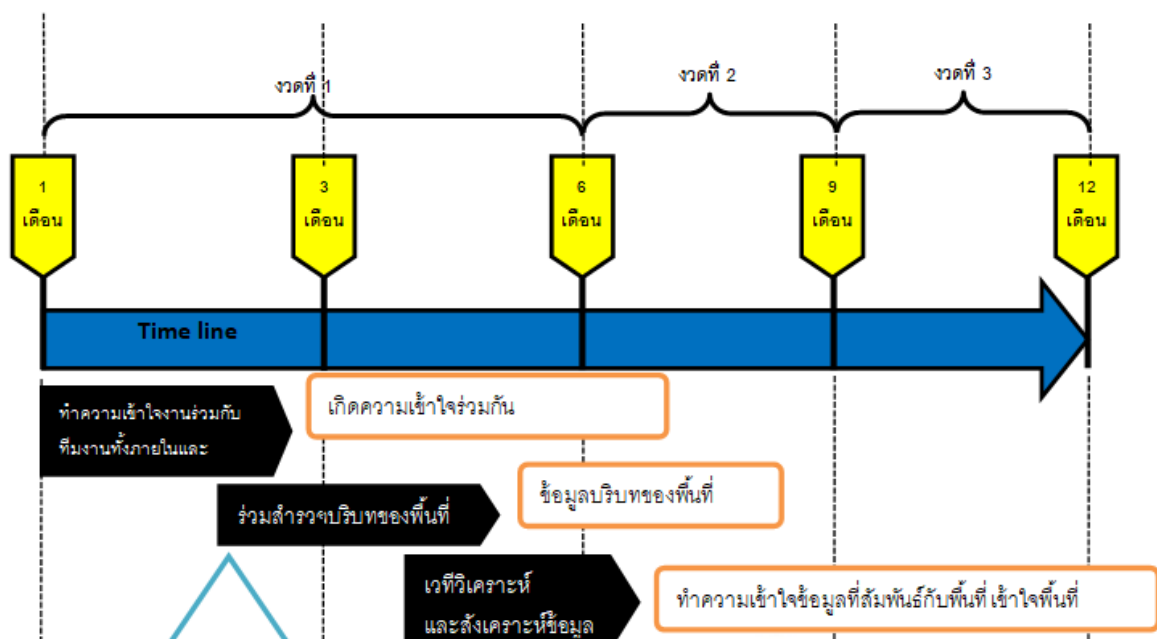 งวดที่ 1
งวดที่ 2
งวดที่ 3
1
เดือน
3
เดือน
6
เดือน
9
เดือน
12
เดือน
Time line
ทำความเข้าใจงานร่วมกับ
ทีมงานทั้งภายในและ
เกิดความเข้าใจร่วมกัน
ร่วมสำรวจบริบทของพื้นที่
ข้อมูลบริบทของพื้นที่
เวทีวิเคราะห์
และสังเคราะห์ข้อมูล
ทำความเข้าใจข้อมูลที่สัมพันธ์กับพื้นที่ เข้าใจพื้นที่